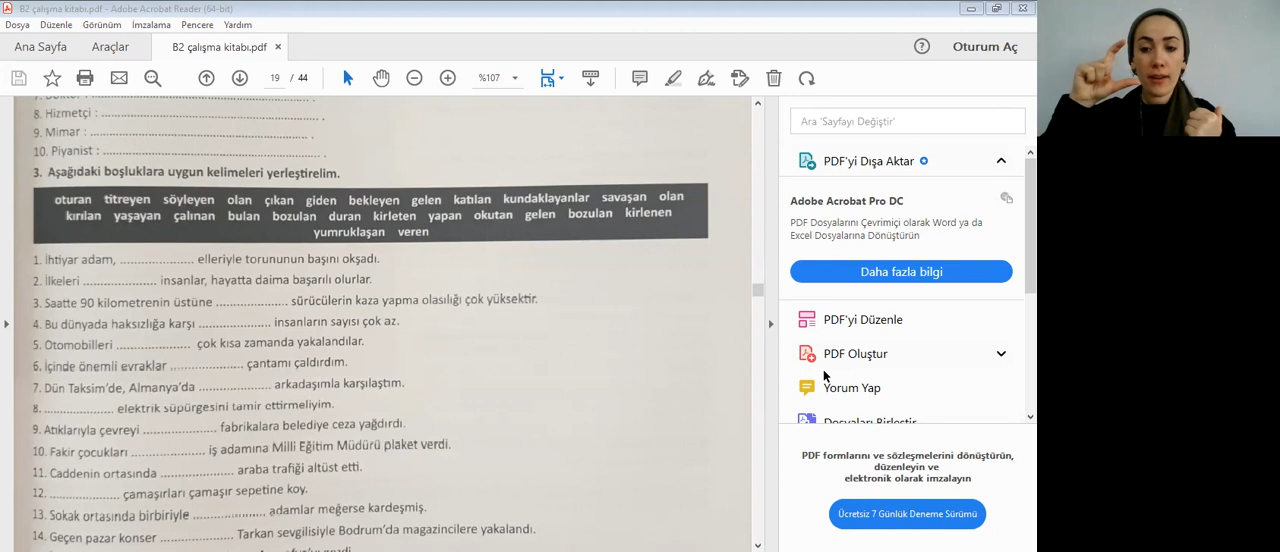 B2 çalışma kitabı.pdf - Adobe Acrobat Reader (64-bit)
Dosya Düzenle Görünüm İmzalama Pencere Yardım
Ana Sayfa Araçlar B2 çalışma kitabı.pdf × Oturum Aç
19 / 44 %107
8. Hizmetçi : ............................................................ .
9. Mimar : ............................................................ .
10. Piyanist : ............................................................ .
3. Aşağıdaki boşluklara uygun kelimeleri yerleştirelim.
oturan titreyen söyleyen olan çıkan giden bekleyen gelen katılan kundaklayanlar savaşan olan
kırılan yaşayan çalınan bulan bozulan duran kirleten yapan okutan gelen bozulan kirlenen
yumruklaşan veren
1. İhtiyar adam, .................. elleriyle torununun başını okşadı.
2. İlkeleri .................. insanlar, hayatta daima başarılı olurlar.
3. Saatte 90 kilometrenin üstüne .................. sürücülerin kaza yapma olasılığı çok yüksektir.
4. Bu dünyada haksızlığa karşı .................. insanların sayısı çok az.
5. Otomobilleri .................. çok kısa zamanda yakalandılar.
6. İçinde önemli evraklar .................. çantamı çaldırdım.
7. Dün Taksim'de, Almanya'da .................. arkadaşımla karşılaştım.
8. .................. elektrik süpürgesini tamir ettirmeliyim.
9. Atıklarıyla çevreyi .................. fabrikalara belediye ceza yağdırdı.
10. Fakir çocukları .................. iş adamına Milli Eğitim Müdürü plaket verdi.
11. Caddenin ortasında .................. araba trafiği altüst etti.
12. .................. çamaşırları çamaşır sepetine koy.
13. Sokak ortasında birbiriyle .................. adamlar meğerse kardeşmiş.
14. Geçen pazar konser .................. Tarkan sevgilisiyle Bodrum'da magazincilere yakalandı.
Ara 'Sayfayı Değiştir'
PDF'yi Dışa Aktar
Adobe Acrobat Pro DC
PDF Dosyalarını Çevrimiçi olarak Word ya da
Excel Dosyalarına Dönüştürün
Daha fazla bilgi
PDF'yi Düzenle
PDF Oluştur
Yorum Yap
Dosyaları Birleştir
PDF formlarını ve sözleşmelerini dönüştürün,
düzenleyin ve
elektronik olarak imzalayın
Ücretsiz 7 Günlük Deneme Sürümü